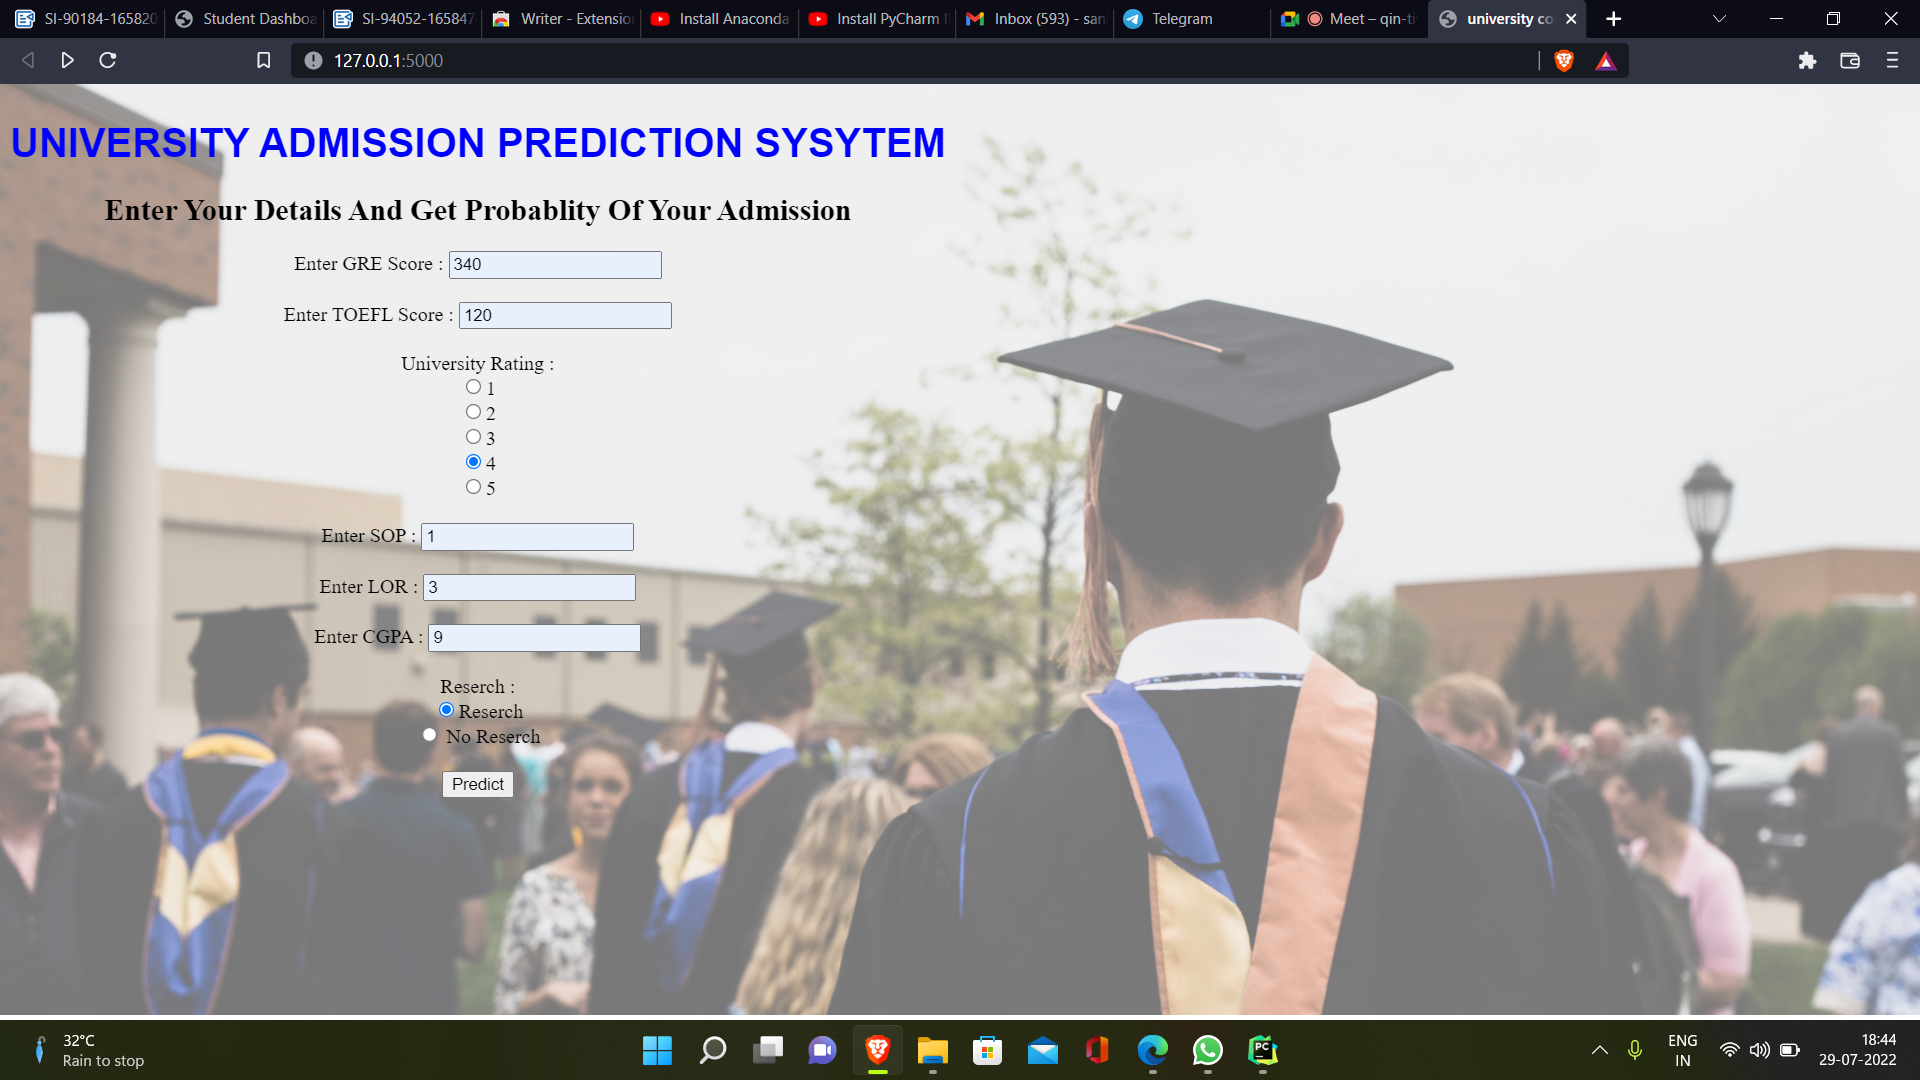 SI-90184-165820
Student Dashboa
SI-94052-165847
Writer - Extensio
Install Anaconda
Install PyCharm I
Inbox (593) - san
Telegram
Meet – qin-ti
university co
127.0.0.1:5000
UNIVERSITY ADMISSION PREDICTION SYSYTEM
Enter Your Details And Get Probablity Of Your Admission
Enter GRE Score : 340
Enter TOEFL Score : 120
University Rating :
1
2
3
4
5
Enter SOP : 1
Enter LOR : 3
Enter CGPA : 9
Reserch :
Reserch
No Reserch
Predict
32°C
Rain to stop
PC
ENG
IN
18:44
29-07-2022